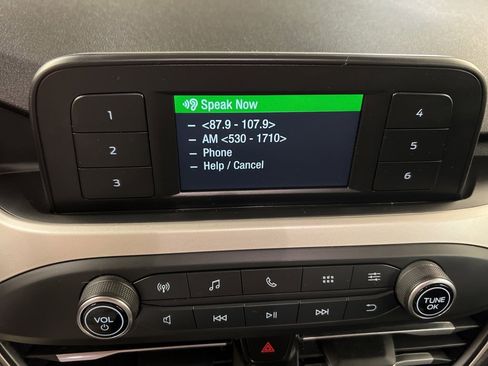 Speak Now
1
– <87.9 - 107.9>
4
– AM <530 - 1710>
2
– Phone
5
– Help / Cancel
3
6
VOL
TUNE
OK